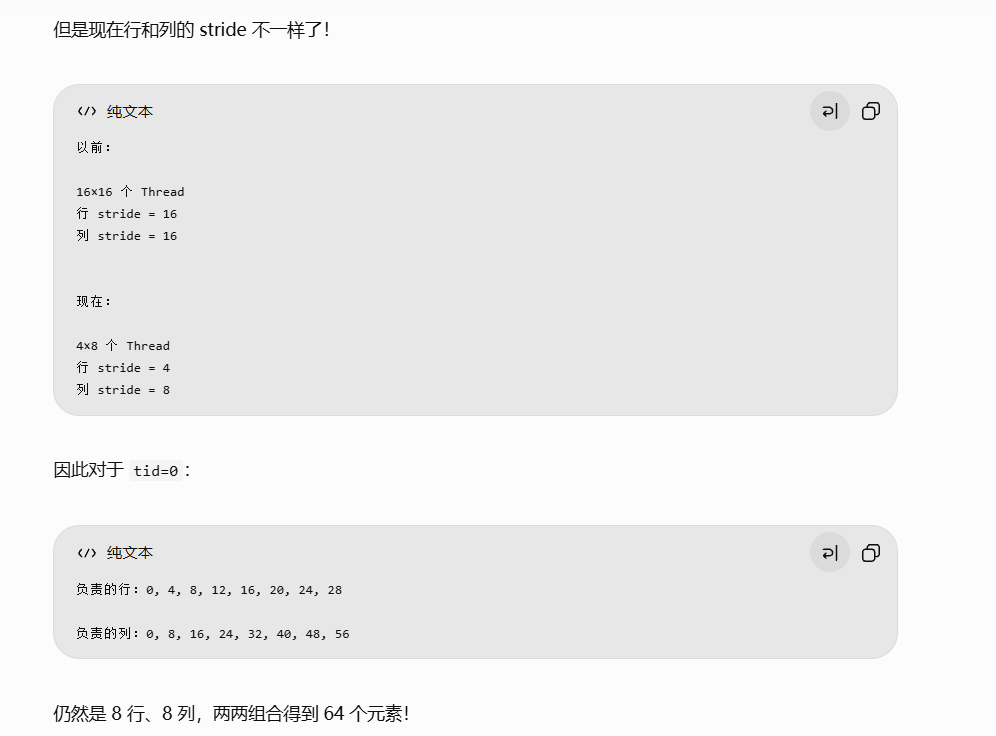 但是现在行和列的 stride 不一样了！
纯文本
以前：
16×16 个 Thread
行 stride = 16
列 stride = 16
现在：
4×8 个 Thread
行 stride = 4
列 stride = 8
因此对于 tid=0：
纯文本
负责的行：0, 4, 8, 12, 16, 20, 24, 28
负责的列：0, 8, 16, 24, 32, 40, 48, 56
仍然是 8 行、8 列，两两组合得到 64 个元素！